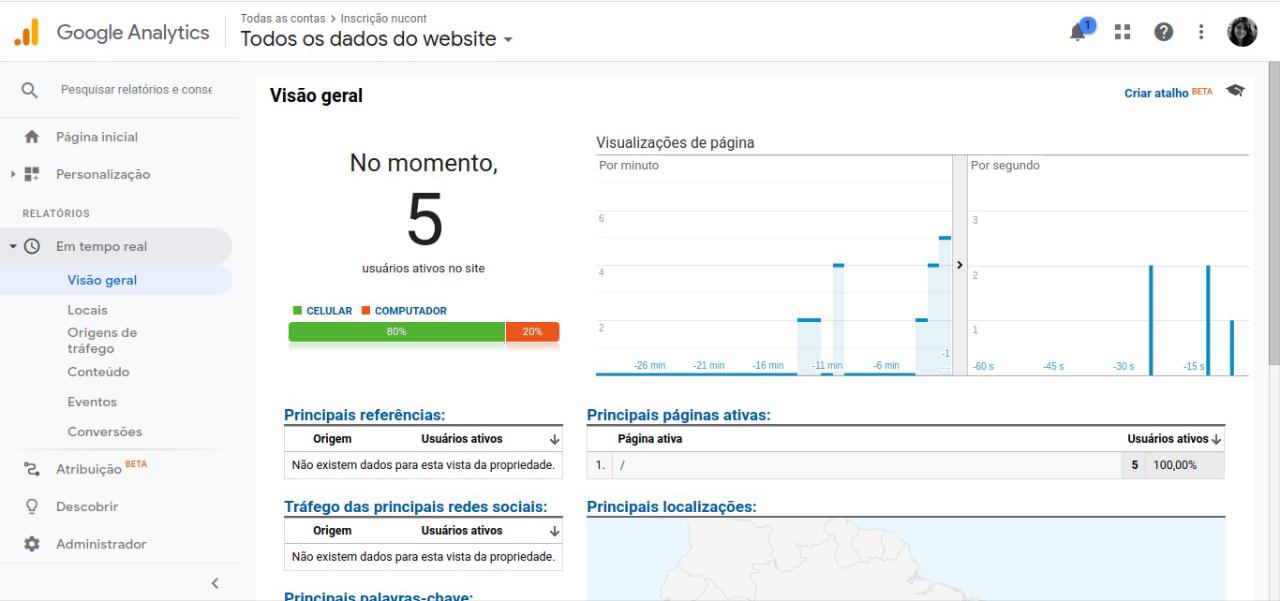 Google Analytics
Todas as contas > Inscrição nucont
Todos os dados do website
1
Pesquisar relatórios e conse
Página inicial
Personalização
RELATÓRIOS
Em tempo real
Visão geral
Locais
Origens de
tráfego
Conteúdo
Eventos
Conversões
Atribuição BETA
Descobrir
Administrador
Visão geral
Criar atalho BETA
No momento,
5
usuários ativos no site
CELULAR COMPUTADOR
80% 20%
Visualizações de página
Por minuto
6
4
2
-26 min -21 min -16 min -11 min -6 min -1
...
Por segundo
3
2
1
-60 s -45 s -30 s -15 s
Principais referências:
Origem Usuários ativos
Não existem dados para esta vista da propriedade.
Principais páginas ativas:
Página ativa Usuários ativos
1. / 5 100,00%
Tráfego das principais redes sociais:
Origem Usuários ativos
Não existem dados para esta vista da propriedade.
Principais localizações:
Principais palavras-chave: